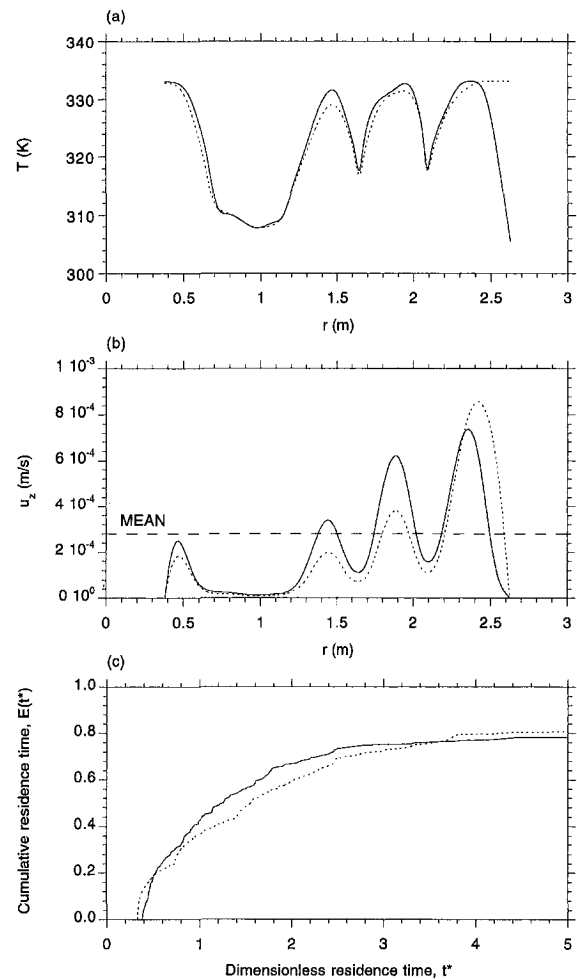 (a)
340
330
320
310
300
T (K)
0 0.5 1 1.5 2 2.5 3
r (m)
(b)
1 10⁻³
8 10⁻⁴
6 10⁻⁴
4 10⁻⁴
2 10⁻⁴
0 10⁰
u_z (m/s)
MEAN
0 0.5 1 1.5 2 2.5 3
r (m)
(c)
1.0
0.8
0.6
0.4
0.2
0.0
Cumulative residence time, E(t*)
0 1 2 3 4 5
Dimensionless residence time, t*